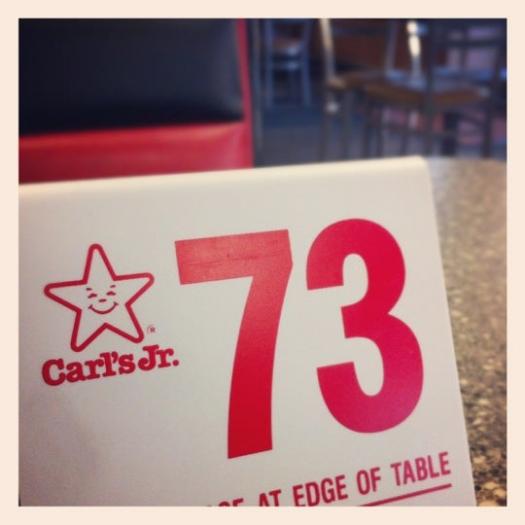 73
Carl's Jr.
AT EDGE OF TABLE